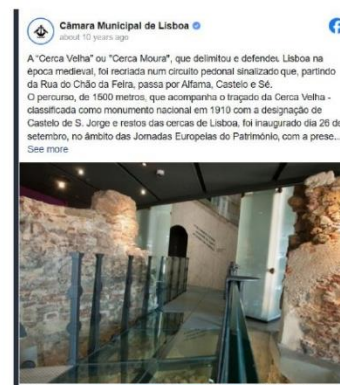 Câmara Municipal de Lisboa
about 10 years ago
A "Cerca Velha" ou "Cerca Moura", que delimitou e defendeu Lisboa na
época medieval, foi recriada num circuito pedonal sinalizado que, partindo
da Rua do Chão da Feira, passa por Alfama, Castelo e Sé.
O percurso, de 1500 metros, que acompanha o traçado da Cerca Velha -
classificada como monumento nacional em 1910 com a designação de
Castelo de S. Jorge e restos das cercas de Lisboa, foi inaugurado dia 26 de
setembro, no âmbito das Jornadas Europeias do Património, com a prese...
See more